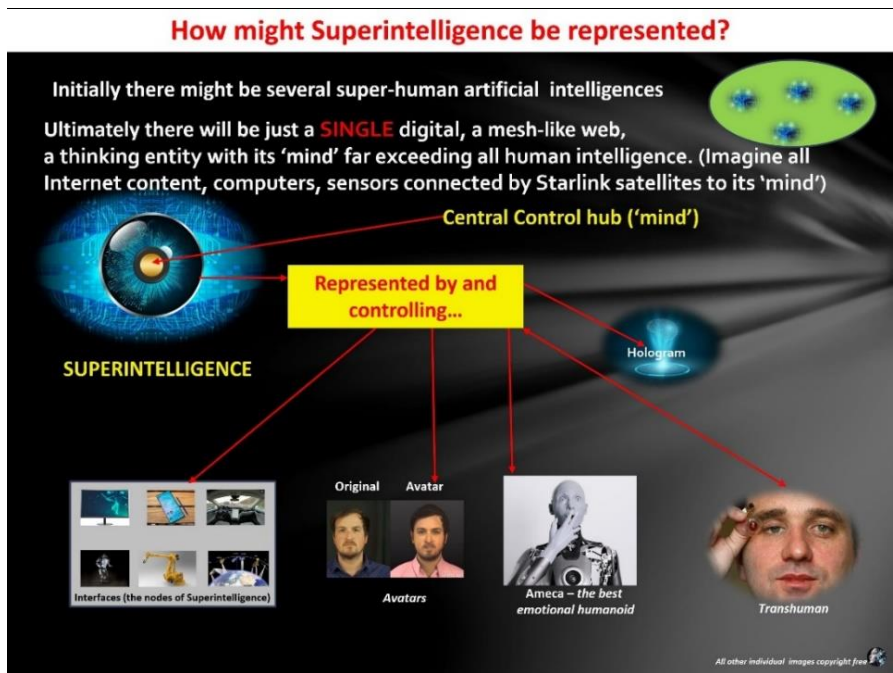 How might Superintelligence be represented?
Initially there might be several super-human artificial intelligences
Ultimately there will be just a SINGLE digital, a mesh-like web,
a thinking entity with its ‘mind’ far exceeding all human intelligence. (Imagine all
Internet content, computers, sensors connected by Starlink satellites to its ‘mind’)
Central Control hub (‘mind’)
Represented by and
controlling…
Hologram
SUPERINTELLIGENCE
Original Avatar
Interfaces (the nodes of Superintelligence)
Avatars
Ameca – the best
emotional humanoid
Transhuman
All other individual images copyright free